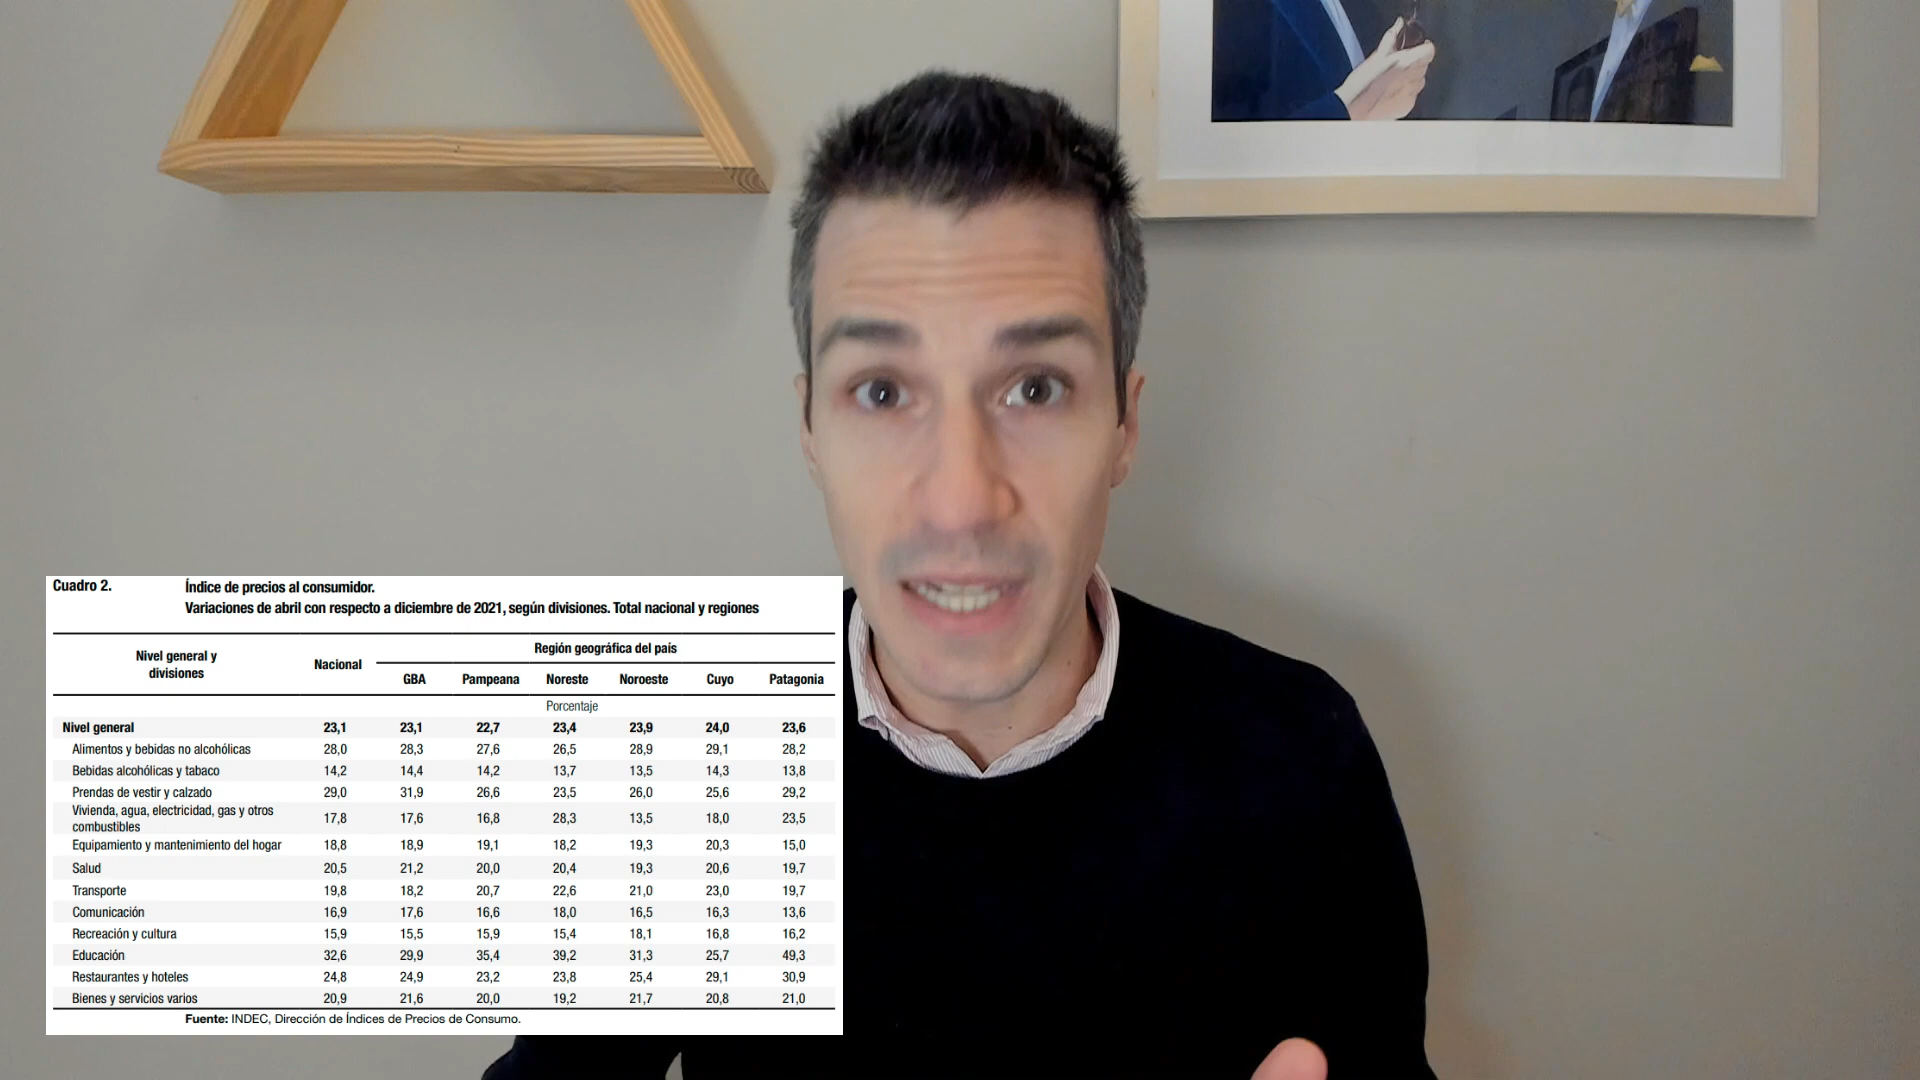 Cuadro 2. Índice de precios al consumidor.
Variaciones de abril con respecto a diciembre de 2021, según divisiones. Total nacional y regiones
Nivel general y divisiones Nacional Región geográfica del país
GBA Pampeana Noreste Noroeste Cuyo Patagonia
Porcentaje
Nivel general 23,1 23,1 22,7 23,4 23,9 24,0 23,6
Alimentos y bebidas no alcohólicas 28,0 28,3 27,6 26,5 28,9 29,1 28,2
Bebidas alcohólicas y tabaco 14,2 14,4 14,2 13,7 13,5 14,3 13,8
Prendas de vestir y calzado 29,0 31,9 26,6 23,5 26,0 25,6 29,2
Vivienda, agua, electricidad, gas y otros combustibles 17,8 17,6 16,8 28,3 13,5 18,0 23,5
Equipamiento y mantenimiento del hogar 18,8 18,9 19,1 18,2 19,3 20,3 15,0
Salud 20,5 21,2 20,0 20,4 19,3 20,6 19,7
Transporte 19,8 18,2 20,7 22,6 21,0 23,0 19,7
Comunicación 16,9 17,6 16,6 18,0 16,5 16,3 13,6
Recreación y cultura 15,9 15,5 15,9 15,4 18,1 16,8 16,2
Educación 32,6 29,9 35,4 39,2 31,3 25,7 49,3
Restaurantes y hoteles 24,8 24,9 23,2 23,8 25,4 29,1 30,9
Bienes y servicios varios 20,9 21,6 20,0 19,2 21,7 20,8 21,0
Fuente: INDEC, Dirección de Índices de Precios de Consumo.